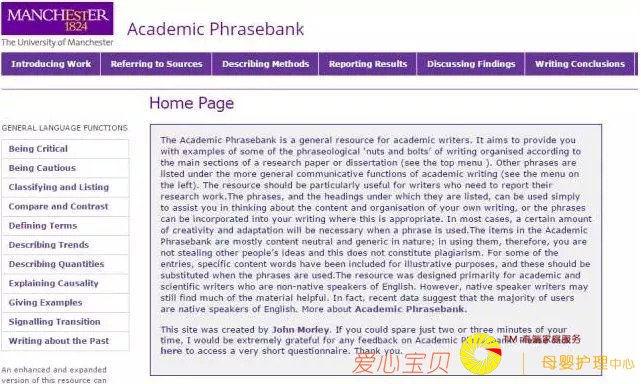 MANCHESTER
1824
The University of Manchester
Academic Phrasebank
Introducing Work
Referring to Sources
Describing Methods
Reporting Results
Discussing Findings
Writing Conclusions
GENERAL LANGUAGE FUNCTIONS
Being Critical
Being Cautious
Classifying and Listing
Compare and Contrast
Defining Terms
Describing Trends
Describing Quantities
Explaining Causality
Giving Examples
Signalling Transition
Writing about the Past
An enhanced and expanded
version of this resource can
Home Page
The Academic Phrasebank is a general resource for academic writers. It aims to provide you
with examples of some of the phraseological 'nuts and bolts' of writing organised according to
the main sections of a research paper or dissertation (see the top menu ). Other phrases are
listed under the more general communicative functions of academic writing (see the menu on
the left). The resource should be particularly useful for writers who need to report their
research work.The phrases, and the headings under which they are listed, can be used simply
to assist you in thinking about the content and organisation of your own writing, or the phrases
can be incorporated into your writing where this is appropriate. In most cases, a certain amount
of creativity and adaptation will be necessary when a phrase is used.The items in the Academic
Phrasebank are mostly content neutral and generic in nature; in using them, therefore, you are
not stealing other people's ideas and this does not constitute plagiarism. For some of the
entries, specific content words have been included for illustrative purposes, and these should be
substituted when the phrases are used.The resource was designed primarily for academic and
scientific writers who are non-native speakers of English. However, native speaker writers may
still find much of the material helpful. In fact, recent data suggest that the majority of users
are native speakers of English. More about Academic Phrasebank.
This site was created by John Morley. If you could spare just two or three minutes of your
time, I would be extremely grateful for any feedback on Academic
here to access a very short questionnaire. Thank you.
爱心宝贝
TM 高端家庭服务
母婴护理中心